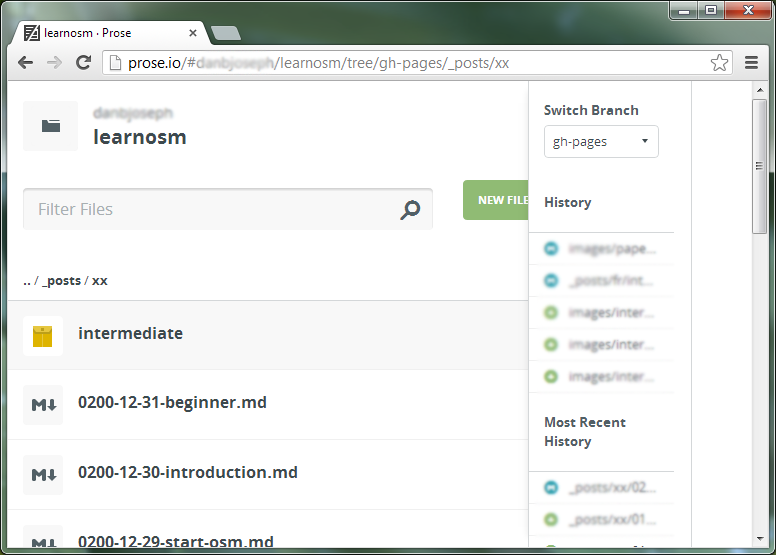 learnosm · Prose
prose.io/#danbjoseph/learnosm/tree/gh-pages/_posts/xx
danbjoseph
learnosm
Filter Files
NEW FILE
.. / _posts / xx
intermediate
0200-12-31-beginner.md
0200-12-30-introduction.md
0200-12-29-start-osm.md
Switch Branch
gh-pages
History
images/pape...
_posts/fr/int...
images/inter...
images/inter...
images/inter...
Most Recent
History
_posts/xx/02...
_posts/xx/01...